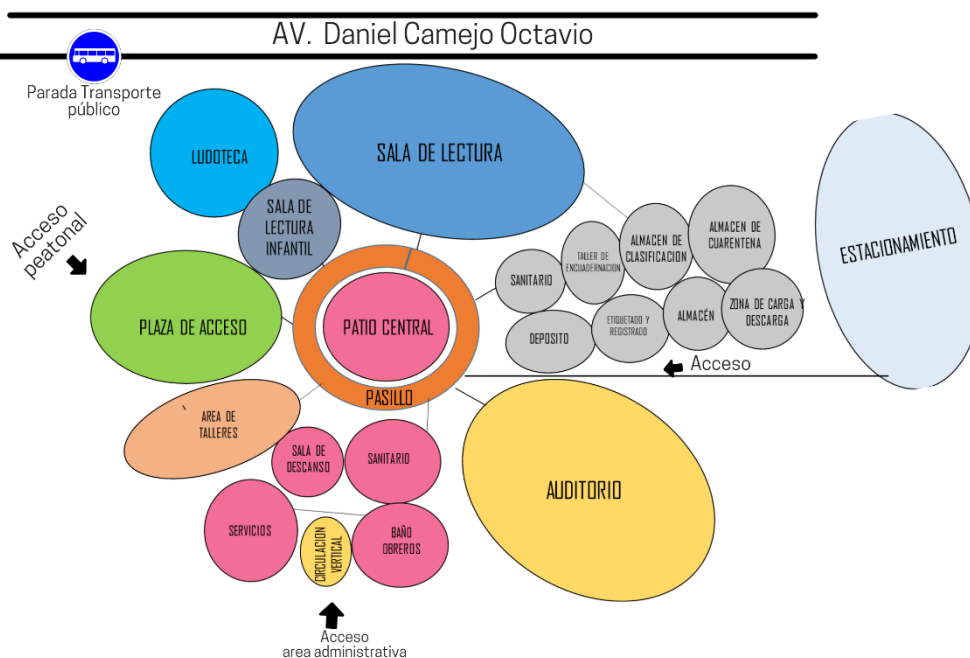 AV. Daniel Camejo Octavio
Parada Transporte
público
LUDOTECA
SALA DE LECTURA
SALA DE
LECTURA
INFANTIL
Acceso
peatonal
PLAZA DE ACCESO
PATIO CENTRAL
PASILLO
SANITARIO
TALLER DE
ENCUADERNACION
ALMACEN DE
CLASIFICACION
ALMACEN DE
CUARENTENA
DEPOSITO
ETIQUETADO Y
REGISTRADO
ALMACÉN
ZONA DE CARGA Y
DESCARGA
ESTACIONAMIENTO
Acceso
AREA DE
TALLERES
SALA DE
DESCANSO
SANITARIO
AUDITORIO
SERVICIOS
CIRCULACION
VERTICAL
BAÑO
OBREROS
Acceso
area administrativa